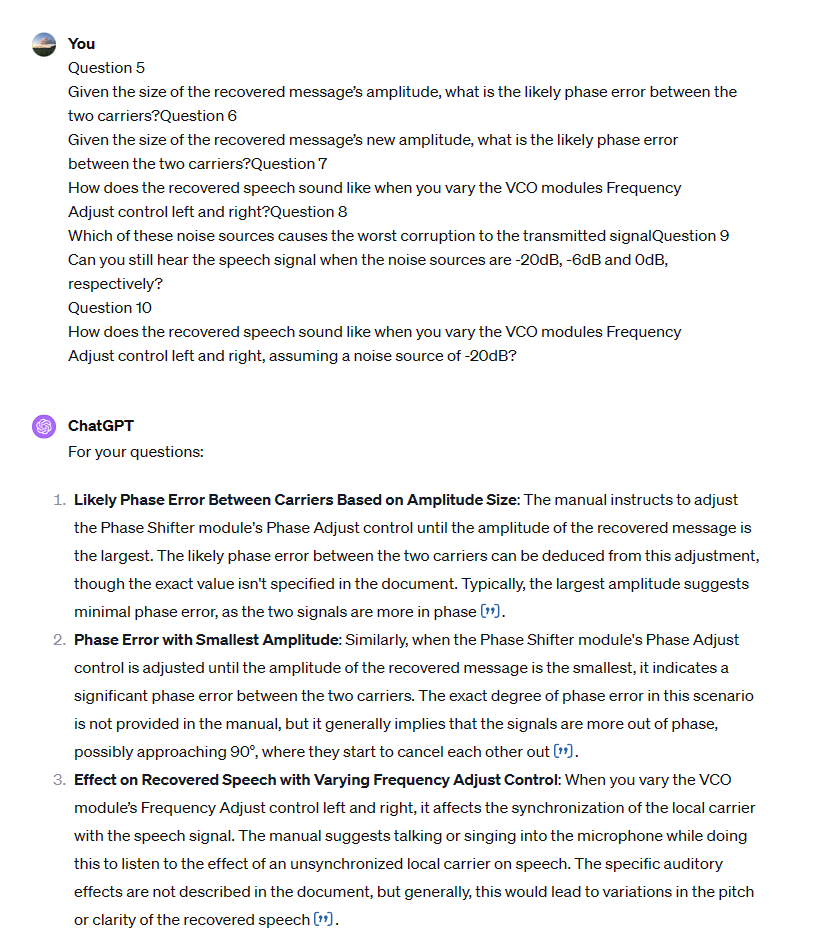 You
Question 5
Given the size of the recovered message’s amplitude, what is the likely phase error between the
two carriers?Question 6
Given the size of the recovered message’s new amplitude, what is the likely phase error
between the two carriers?Question 7
How does the recovered speech sound like when you vary the VCO modules Frequency
Adjust control left and right?Question 8
Which of these noise sources causes the worst corruption to the transmitted signalQuestion 9
Can you still hear the speech signal when the noise sources are -20dB, -6dB and 0dB,
respectively?
Question 10
How does the recovered speech sound like when you vary the VCO modules Frequency
Adjust control left and right, assuming a noise source of -20dB?
ChatGPT
For your questions:
1. Likely Phase Error Between Carriers Based on Amplitude Size: The manual instructs to adjust
the Phase Shifter module's Phase Adjust control until the amplitude of the recovered message is
the largest. The likely phase error between the two carriers can be deduced from this adjustment,
though the exact value isn't specified in the document. Typically, the largest amplitude suggests
minimal phase error, as the two signals are more in phase [”].
2. Phase Error with Smallest Amplitude: Similarly, when the Phase Shifter module's Phase Adjust
control is adjusted until the amplitude of the recovered message is the smallest, it indicates a
significant phase error between the two carriers. The exact degree of phase error in this scenario
is not provided in the manual, but it generally implies that the signals are more out of phase,
possibly approaching 90°, where they start to cancel each other out [”].
3. Effect on Recovered Speech with Varying Frequency Adjust Control: When you vary the VCO
module’s Frequency Adjust control left and right, it affects the synchronization of the local carrier
with the speech signal. The manual suggests talking or singing into the microphone while doing
this to listen to the effect of an unsynchronized local carrier on speech. The specific auditory
effects are not described in the document, but generally, this would lead to variations in the pitch
or clarity of the recovered speech [”].